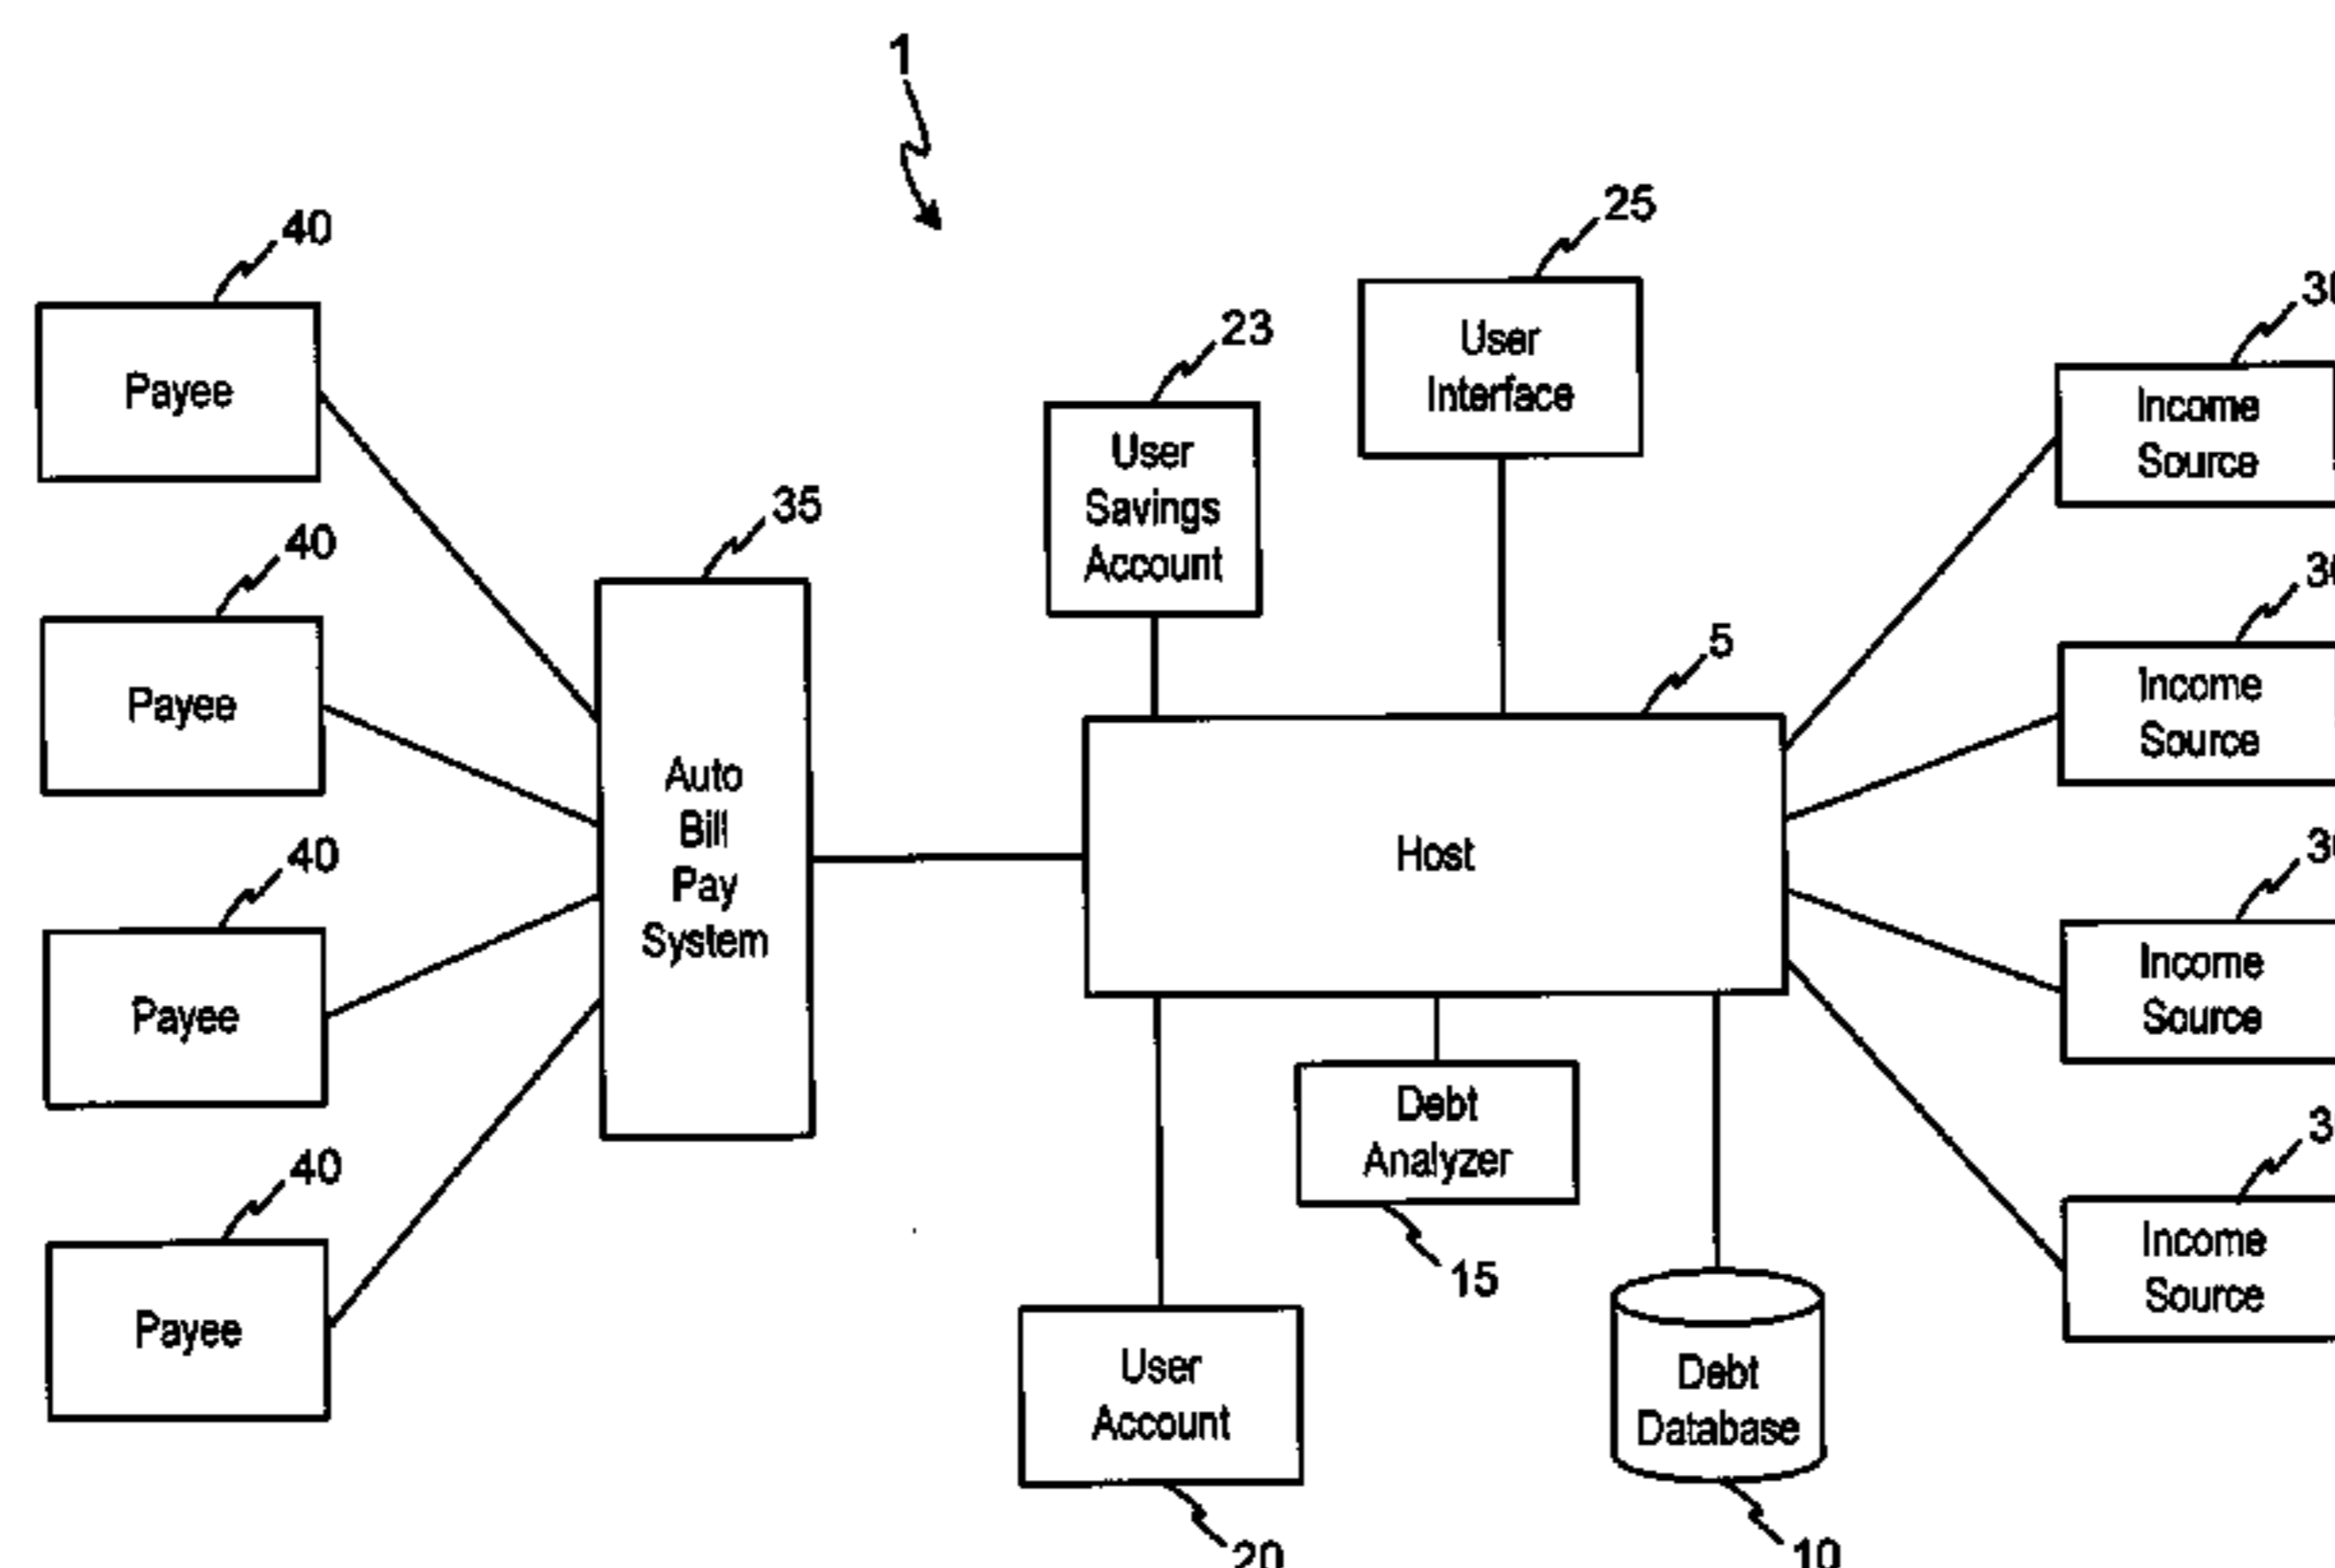 1
40
Payee
40
Payee
40
Payee
40
Payee
35
Auto
Bill
Pay
System
23
User
Savings
Account
25
User
Interface
5
Host
Debt
Analyzer
15
User
Account
20
Debt
Database
10
Income
Source
Income
Source
Income
Source
Income
Source